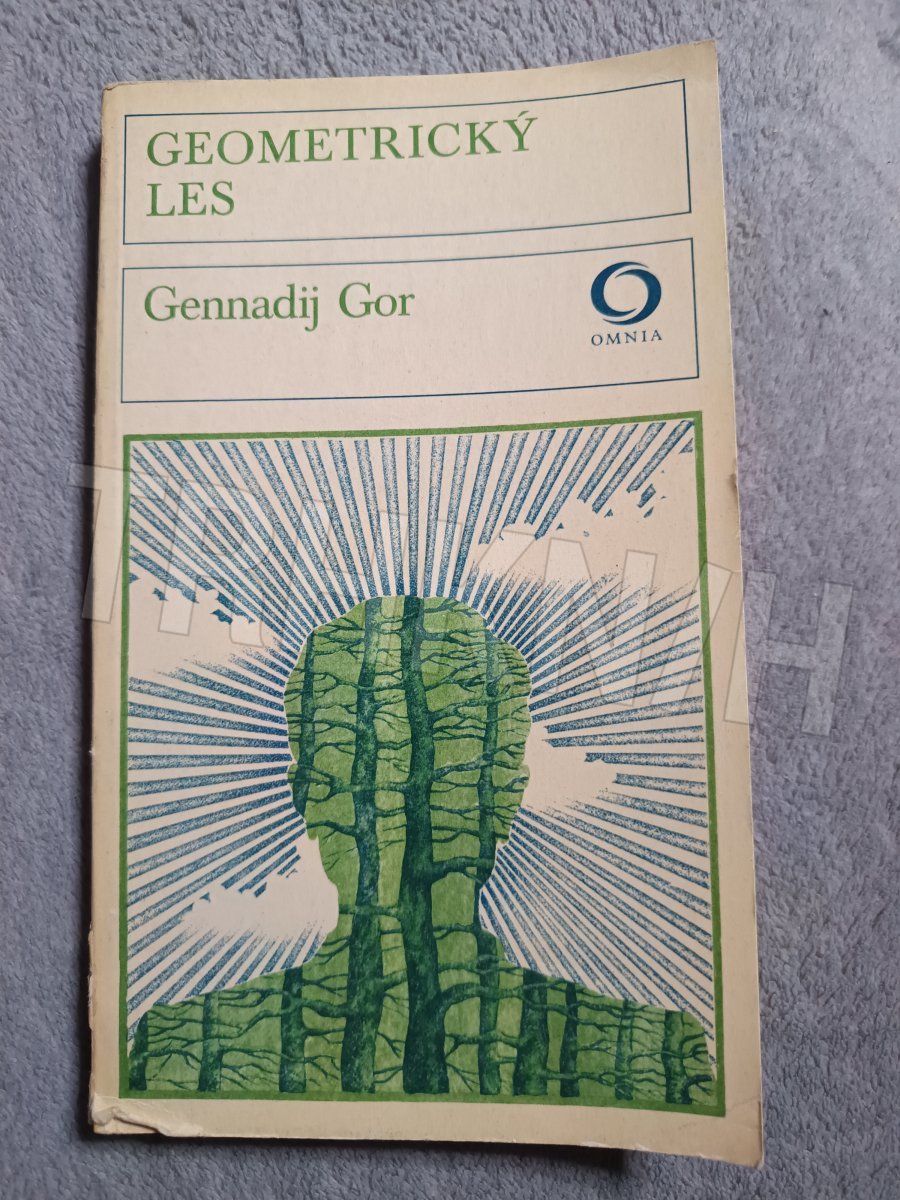 GEOMETRICKÝ
LES
Gennadij Gor
OMNIA